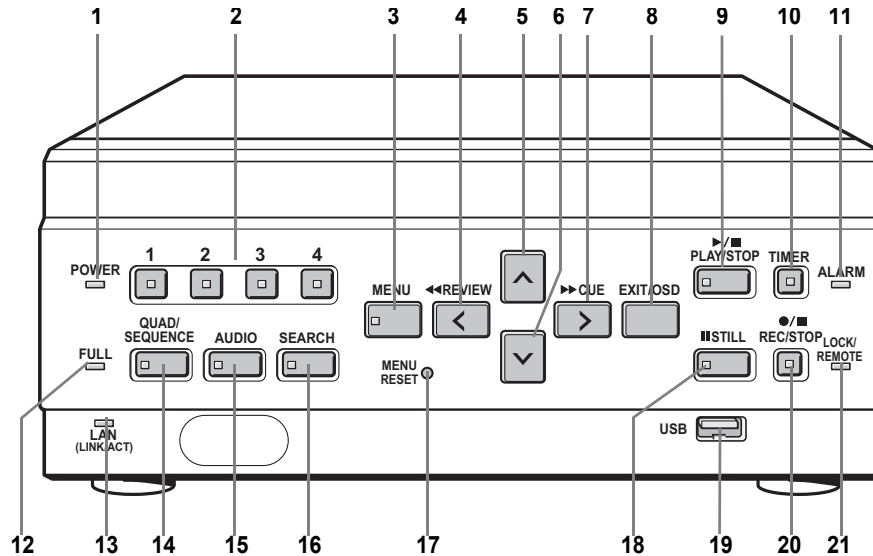 1 2 3 4 5 6 7 8 9 10 11
1 2 3 4
POWER
MENU
◀◀REVIEW
▶▶CUE
EXIT/OSD
▶/■
PLAY/STOP
TIMER
ALARM
QUAD/
SEQUENCE
AUDIO
SEARCH
FULL
MENU
RESET
▮▮STILL
●/■
REC/STOP
LOCK/
REMOTE
LAN
(LINK/ACT)
USB
12 13 14 15 16 17 18 19 20 21